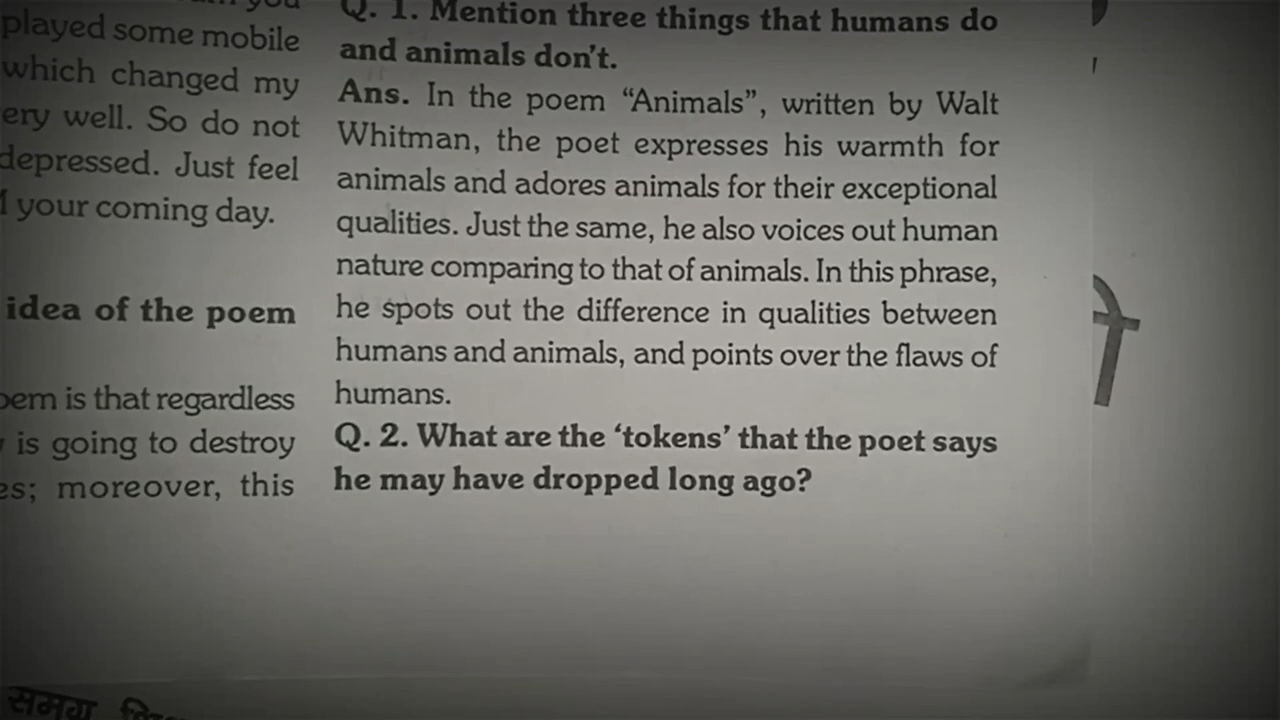 you
played some mobile
which changed my
ery well. So do not
depressed. Just feel
your coming day.
idea of the poem
oem is that regardless
is going to destroy
es; moreover, this
Q. 1. Mention three things that humans do
and animals don't.
Ans. In the poem “Animals”, written by Walt
Whitman, the poet expresses his warmth for
animals and adores animals for their exceptional
qualities. Just the same, he also voices out human
nature comparing to that of animals. In this phrase,
he spots out the difference in qualities between
humans and animals, and points over the flaws of
humans.
Q. 2. What are the ‘tokens’ that the poet says
he may have dropped long ago?
समग्र